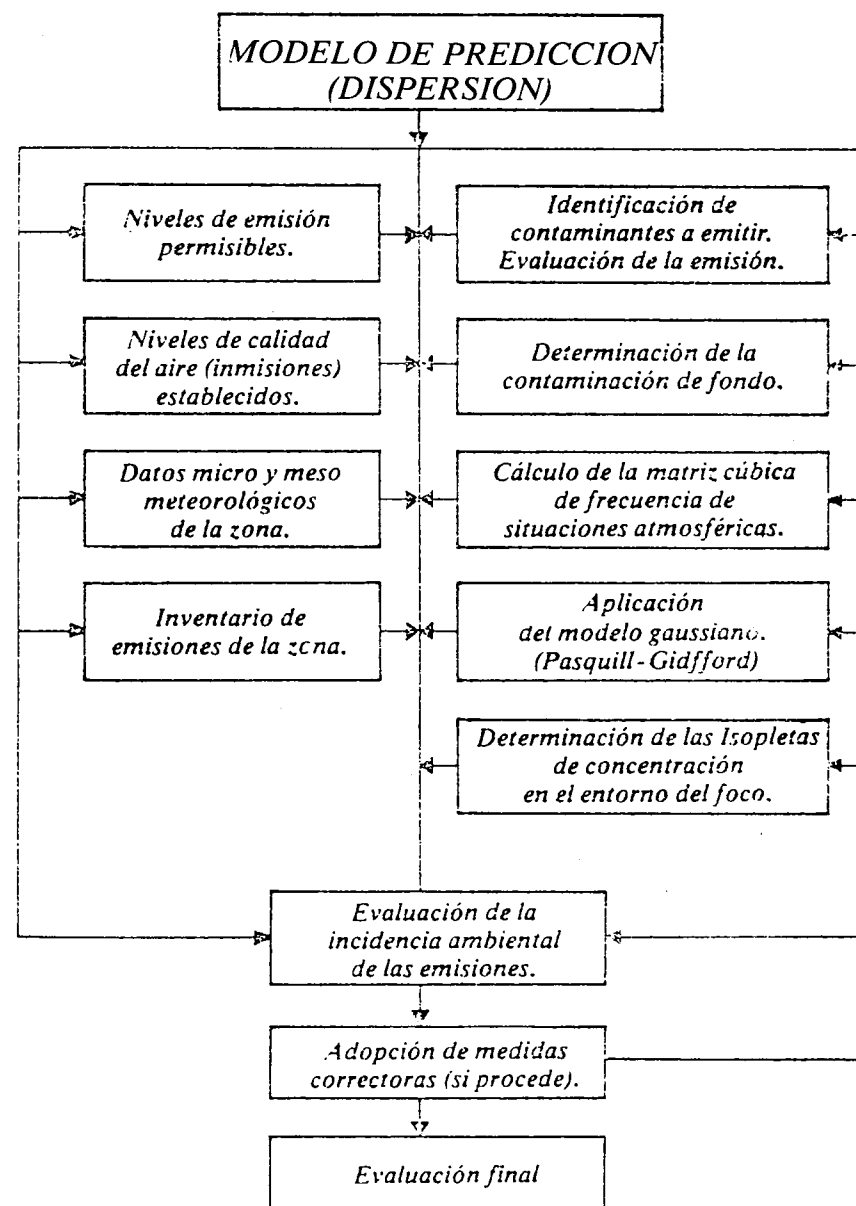 MODELO DE PREDICCION
(DISPERSION)
Niveles de emisión
permisibles.
Identificación de
contaminantes a emitir.
Evaluación de la emisión.
Niveles de calidad
del aire (inmisiones)
establecidos.
Determinación de la
contaminación de fondo.
Datos micro y meso
meteorológicos
de la zona.
Cálculo de la matriz cúbica
de frecuencia de
situaciones atmosféricas.
Inventario de
emisiones de la zona.
Aplicación
del modelo gaussiano.
(Pasquill-Gidfford)
Determinación de las Isopletas
de concentración
en el entorno del foco.
Evaluación de la
incidencia ambiental
de las emisiones.
Adopción de medidas
correctoras (si procede).
Evaluación final